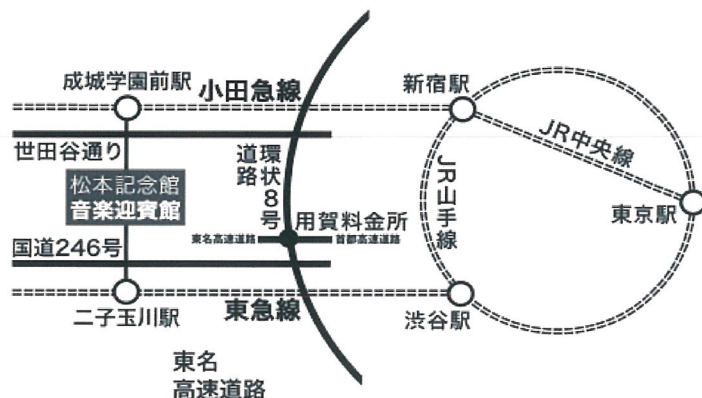 成城学園前駅
小田急線
新宿駅
JR中央線
世田谷通り
環状8号
道路
JR山手線
松本記念館
音楽迎賓館
用賀料金所
東京駅
東名高速道路
首都高速道路
国道246号
二子玉川駅
東急線
渋谷駅
東名
高速道路